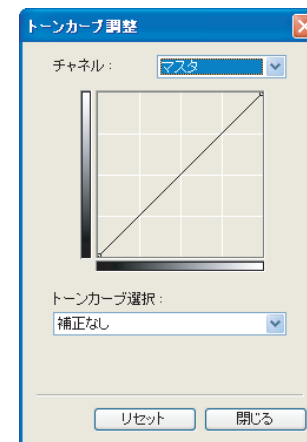 トーンカーブ調整
チャネル： マスタ
トーンカーブ選択：
補正なし
リセット 閉じる